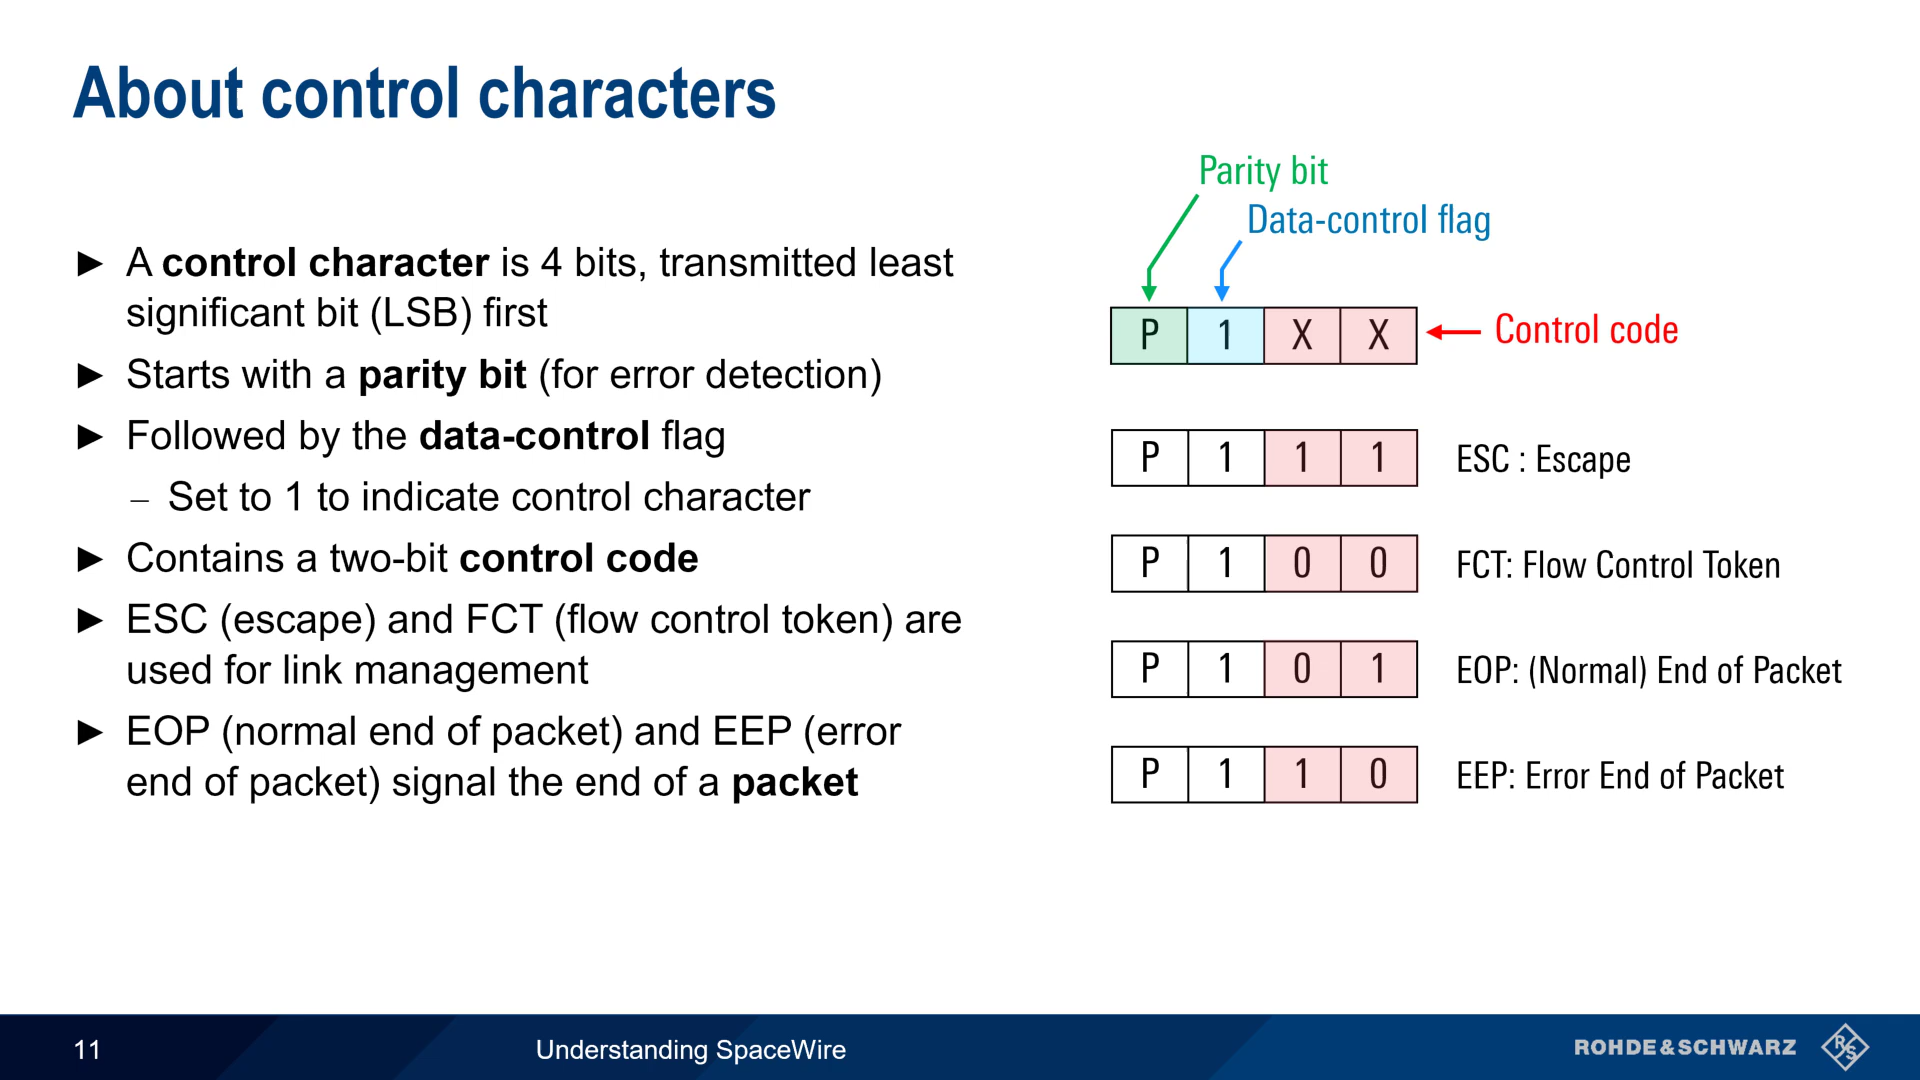 About control characters
► A control character is 4 bits, transmitted least
significant bit (LSB) first
► Starts with a parity bit (for error detection)
► Followed by the data-control flag
– Set to 1 to indicate control character
► Contains a two-bit control code
► ESC (escape) and FCT (flow control token) are
used for link management
► EOP (normal end of packet) and EEP (error
end of packet) signal the end of a packet
Parity bit
Data-control flag
P 1 X X Control code
P 1 1 1 ESC : Escape
P 1 0 0 FCT: Flow Control Token
P 1 0 1 EOP: (Normal) End of Packet
P 1 1 0 EEP: Error End of Packet
11 Understanding SpaceWire ROHDE&SCHWARZ R S